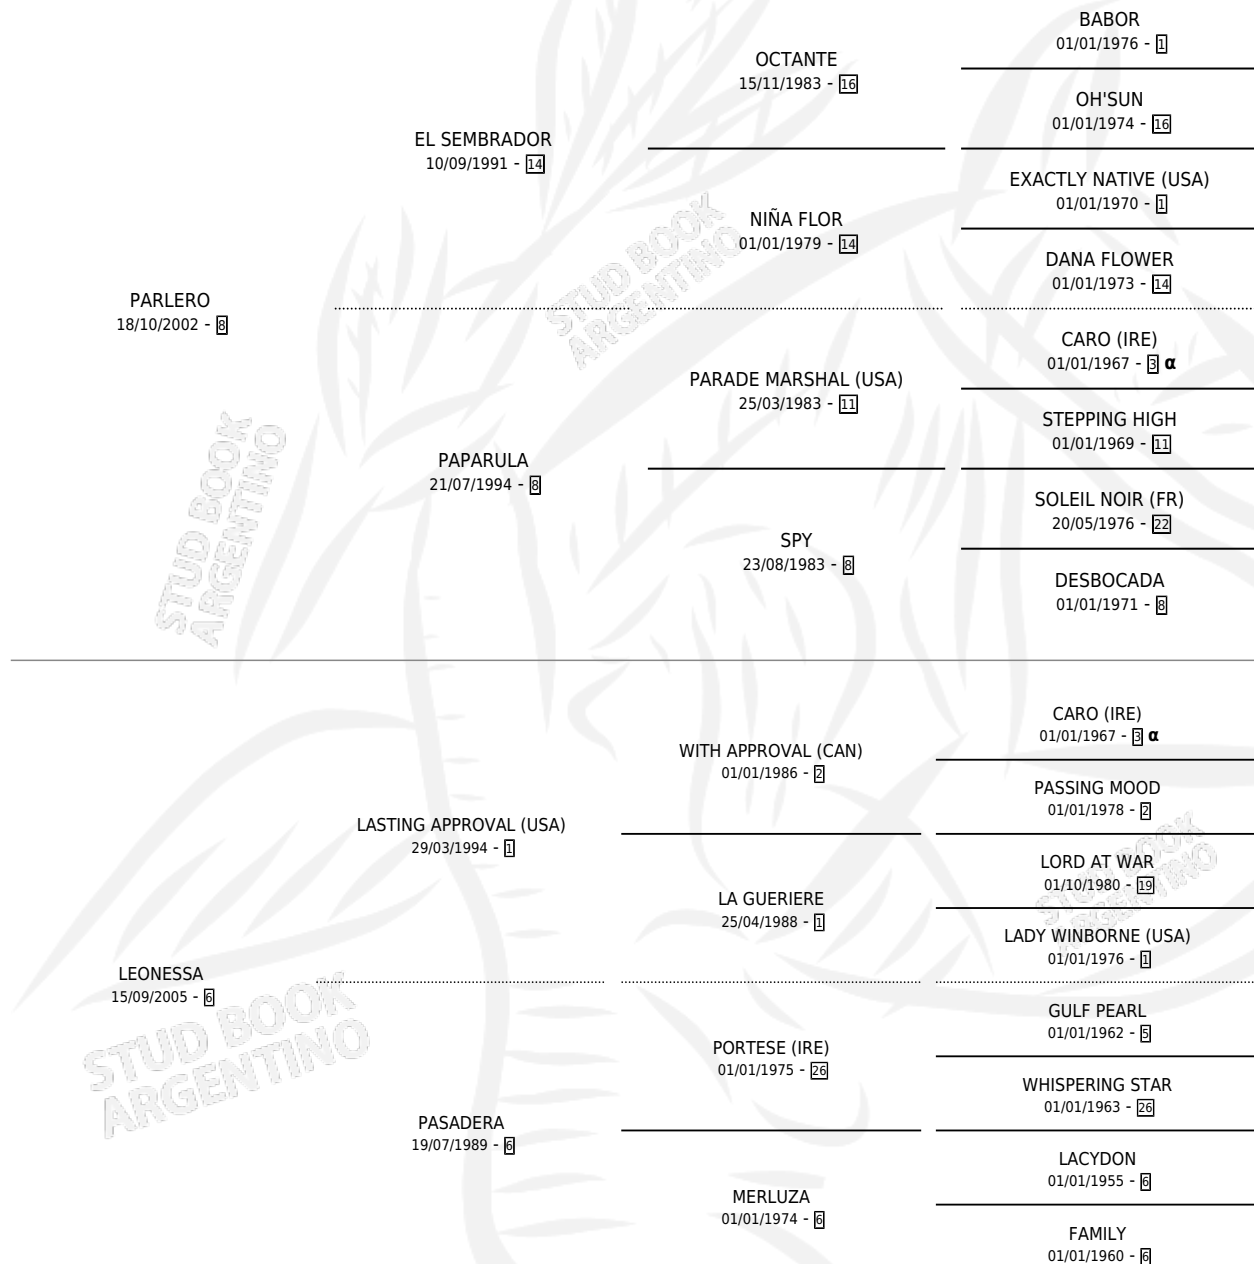 BABOR
01/01/1976 - 1
OCTANTE
15/11/1983 - 16
OH'SUN
01/01/1974 - 16
EL SEMBRADOR
10/09/1991 - 14
EXACTLY NATIVE (USA)
01/01/1970 - 1
NIÑA FLOR
01/01/1979 - 14
DANA FLOWER
01/01/1973 - 14
PARLERO
18/10/2002 - 8
CARO (IRE)
01/01/1967 - 3 α
PARADE MARSHAL (USA)
25/03/1983 - 11
STEPPING HIGH
01/01/1969 - 11
PAPARULA
21/07/1994 - 8
SOLEIL NOIR (FR)
20/05/1976 - 22
SPY
23/08/1983 - 8
DESBOCADA
01/01/1971 - 8
CARO (IRE)
01/01/1967 - 3 α
WITH APPROVAL (CAN)
01/01/1986 - 2
PASSING MOOD
01/01/1978 - 2
LASTING APPROVAL (USA)
29/03/1994 - 1
LORD AT WAR
01/10/1980 - 19
LA GUERIERE
25/04/1988 - 1
LADY WINBORNE (USA)
01/01/1976 - 1
LEONESSA
15/09/2005 - 6
GULF PEARL
01/01/1962 - 5
PORTESE (IRE)
01/01/1975 - 26
WHISPERING STAR
01/01/1963 - 26
PASADERA
19/07/1989 - 6
LACYDON
01/01/1955 - 6
MERLUZA
01/01/1974 - 6
FAMILY
01/01/1960 - 6
STUD BOOK
ARGENTINO
STUD BOOK
ARGENTINO
STUD BOOK
ARGENTINO
STUD BOOK
ARGENTINO